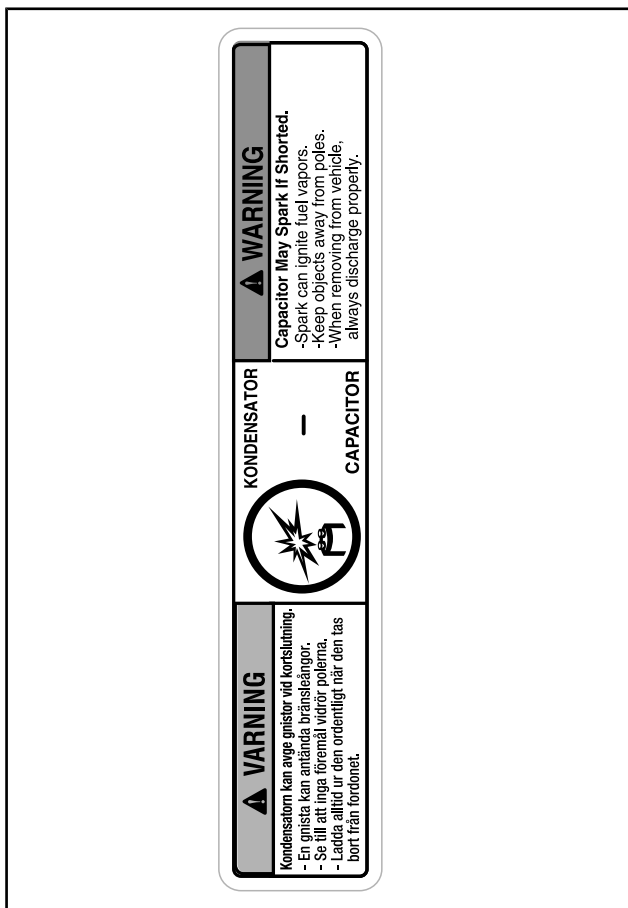 VARNING
Kondensatorn kan avge gnistor vid kortslutning.
- En gnista kan antända bränsleångor.
- Se till att inga föremål vidrör polerna.
- Ladda alltid ur den ordentligt när den tas
bort från fordonet.
KONDENSATOR
–
CAPACITOR
WARNING
Capacitor May Spark If Shorted.
-Spark can ignite fuel vapors.
-Keep objects away from poles.
-When removing from vehicle,
always discharge properly.